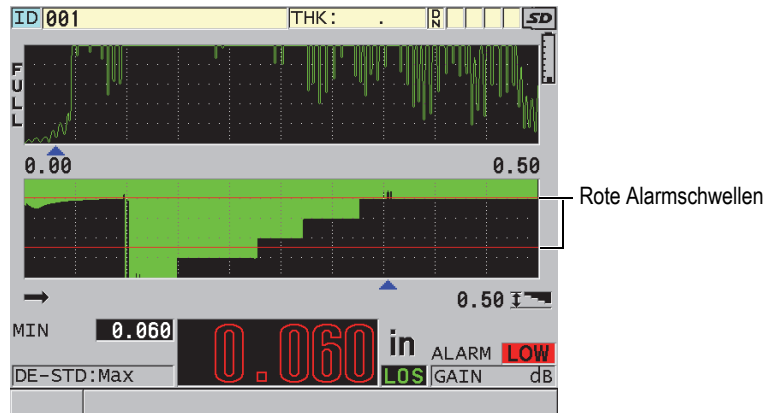 ID 001 THK: . DN SD
FULL
0.00 0.50
Rote Alarmschwellen
0.50
MIN 0.060 0.060 in ALARM LOW
DE-STD:Max LOS GAIN dB